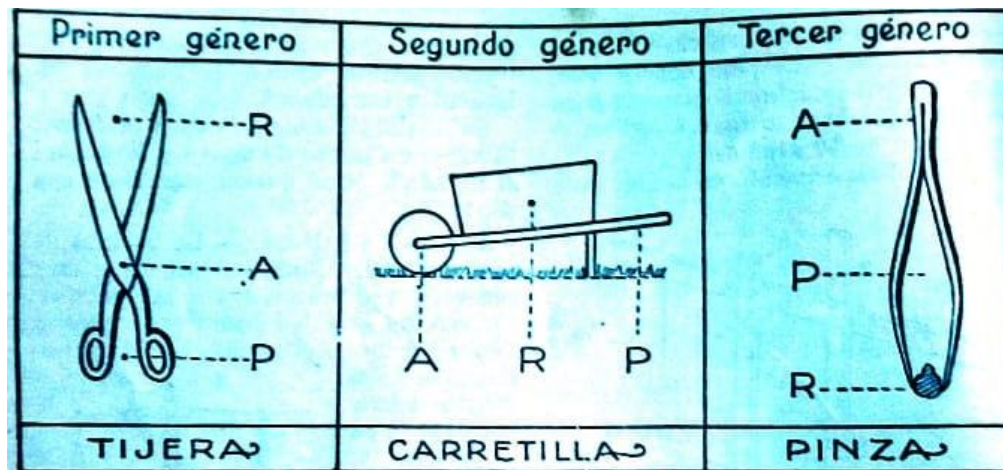 Primer género
Segundo género
Tercer género
R
A
P
A
R
P
A
P
R
TIJERA
CARRETILLA
PINZA